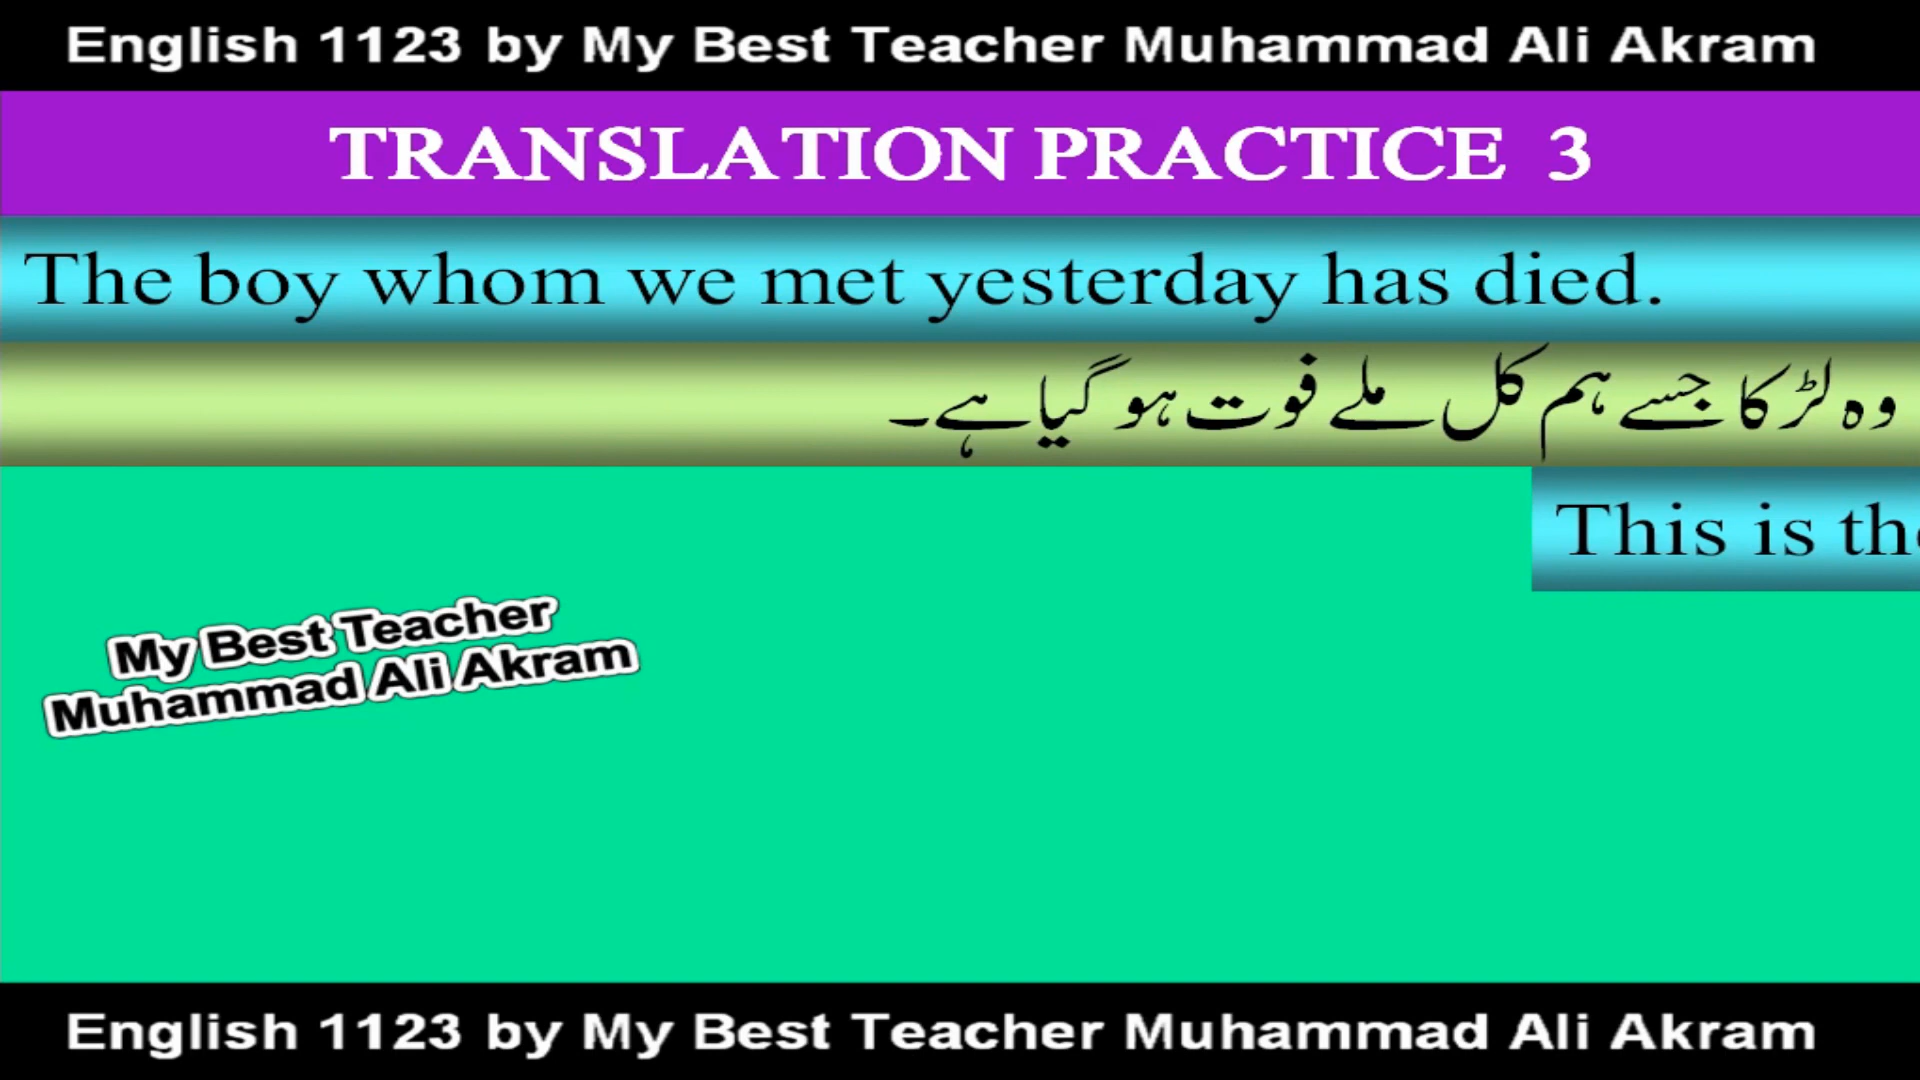 English 1123 by My Best Teacher Muhammad Ali Akram
TRANSLATION PRACTICE 3
The boy whom we met yesterday has died.
وہ لڑکا جسے ہم کل ملے فوت ہو گیا ہے۔
This is the
My Best Teacher
Muhammad Ali Akram
English 1123 by My Best Teacher Muhammad Ali Akram